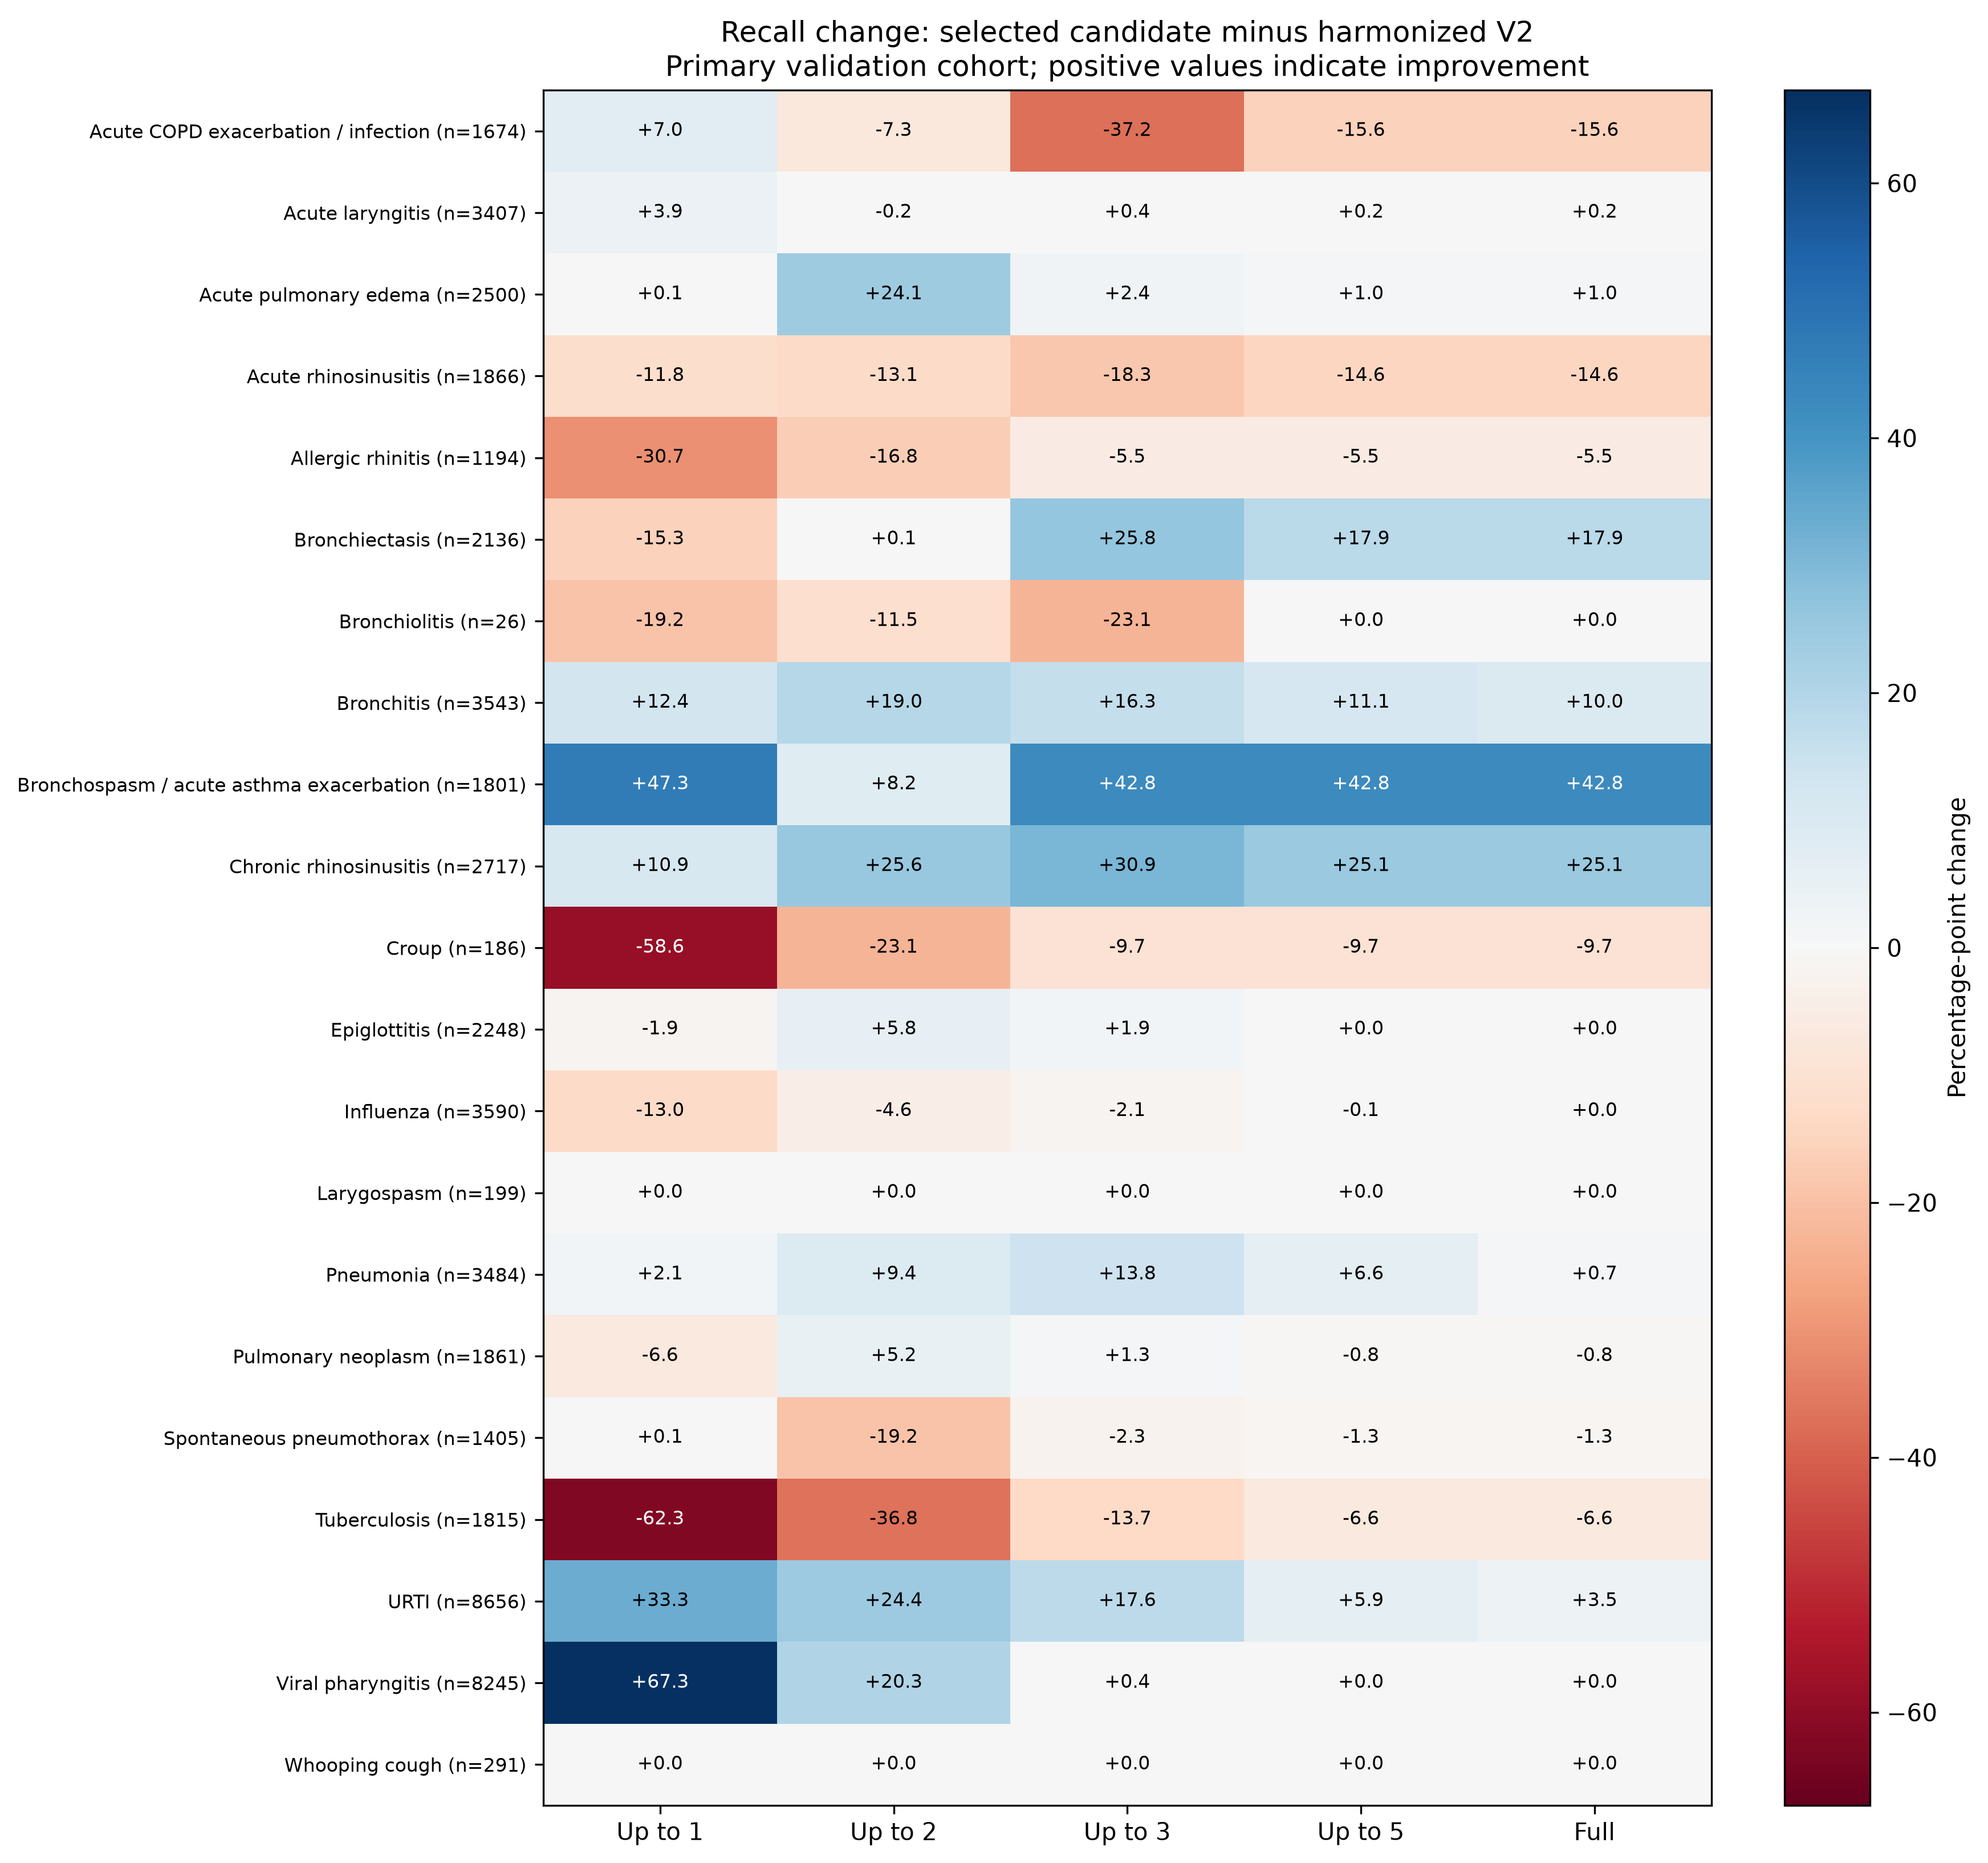 Recall change: selected candidate minus harmonized V2
Primary validation cohort; positive values indicate improvement
Acute COPD exacerbation / infection (n=1674) +7.0 -7.3 -37.2 -15.6 -15.6
Acute laryngitis (n=3407) +3.9 -0.2 +0.4 +0.2 +0.2
Acute pulmonary edema (n=2500) +0.1 +24.1 +2.4 +1.0 +1.0
Acute rhinosinusitis (n=1866) -11.8 -13.1 -18.3 -14.6 -14.6
Allergic rhinitis (n=1194) -30.7 -16.8 -5.5 -5.5 -5.5
Bronchiectasis (n=2136) -15.3 +0.1 +25.8 +17.9 +17.9
Bronchiolitis (n=26) -19.2 -11.5 -23.1 +0.0 +0.0
Bronchitis (n=3543) +12.4 +19.0 +16.3 +11.1 +10.0
Bronchospasm / acute asthma exacerbation (n=1801) +47.3 +8.2 +42.8 +42.8 +42.8
Chronic rhinosinusitis (n=2717) +10.9 +25.6 +30.9 +25.1 +25.1
Croup (n=186) -58.6 -23.1 -9.7 -9.7 -9.7
Epiglottitis (n=2248) -1.9 +5.8 +1.9 +0.0 +0.0
Influenza (n=3590) -13.0 -4.6 -2.1 -0.1 +0.0
Larygospasm (n=199) +0.0 +0.0 +0.0 +0.0 +0.0
Pneumonia (n=3484) +2.1 +9.4 +13.8 +6.6 +0.7
Pulmonary neoplasm (n=1861) -6.6 +5.2 +1.3 -0.8 -0.8
Spontaneous pneumothorax (n=1405) +0.1 -19.2 -2.3 -1.3 -1.3
Tuberculosis (n=1815) -62.3 -36.8 -13.7 -6.6 -6.6
URTI (n=8656) +33.3 +24.4 +17.6 +5.9 +3.5
Viral pharyngitis (n=8245) +67.3 +20.3 +0.4 +0.0 +0.0
Whooping cough (n=291) +0.0 +0.0 +0.0 +0.0 +0.0
Up to 1 Up to 2 Up to 3 Up to 5 Full
60
40
20
0
−20
−40
−60
Percentage-point change